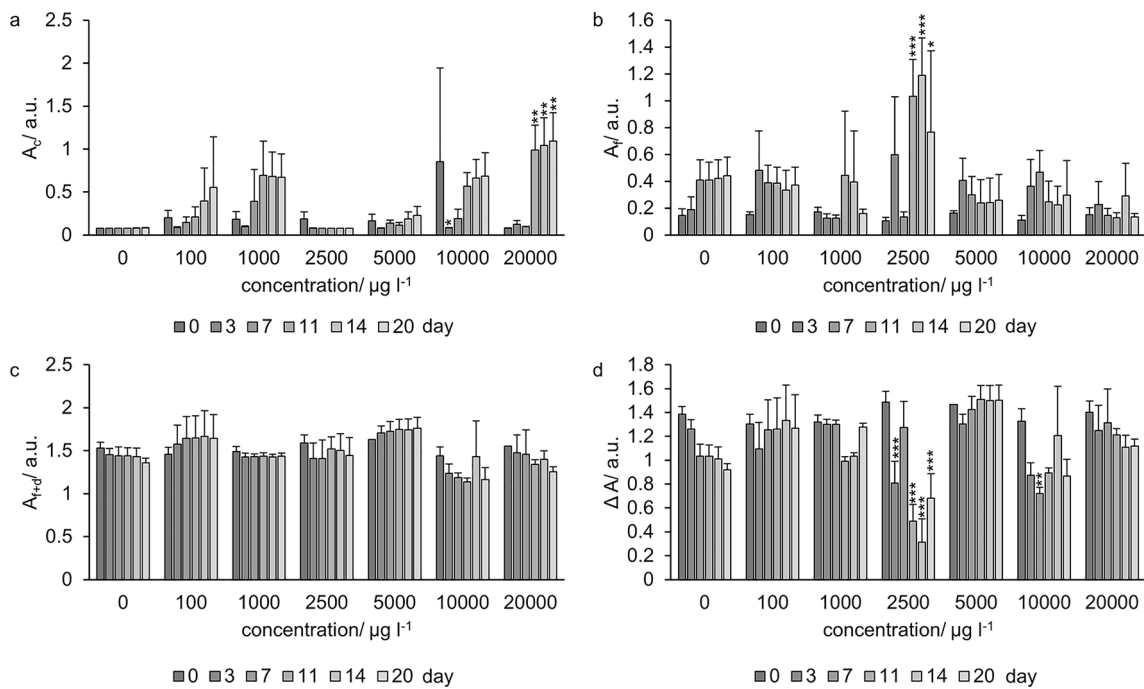 a
2.5
2
1.5
1
0.5
0
Ac/ a.u.
*
** ** **
0 100 1000 2500 5000 10000 20000
concentration/ µg l-1
0 3 7 11 14 20 day
b
1.6
1.4
1.2
1
0.8
0.6
0.4
0.2
0
Af/ a.u.
*** *** *
0 100 1000 2500 5000 10000 20000
concentration/ µg l-1
0 3 7 11 14 20 day
c
2.5
2
1.5
1
0.5
0
Af+d/ a.u.
0 100 1000 2500 5000 10000 20000
concentration/ µg l-1
0 3 7 11 14 20 day
d
1.8
1.6
1.4
1.2
1
0.8
0.6
0.4
0.2
0
Δ A/ a.u.
*** *** *** ***
**
0 100 1000 2500 5000 10000 20000
concentration/ µg l-1
0 3 7 11 14 20 day